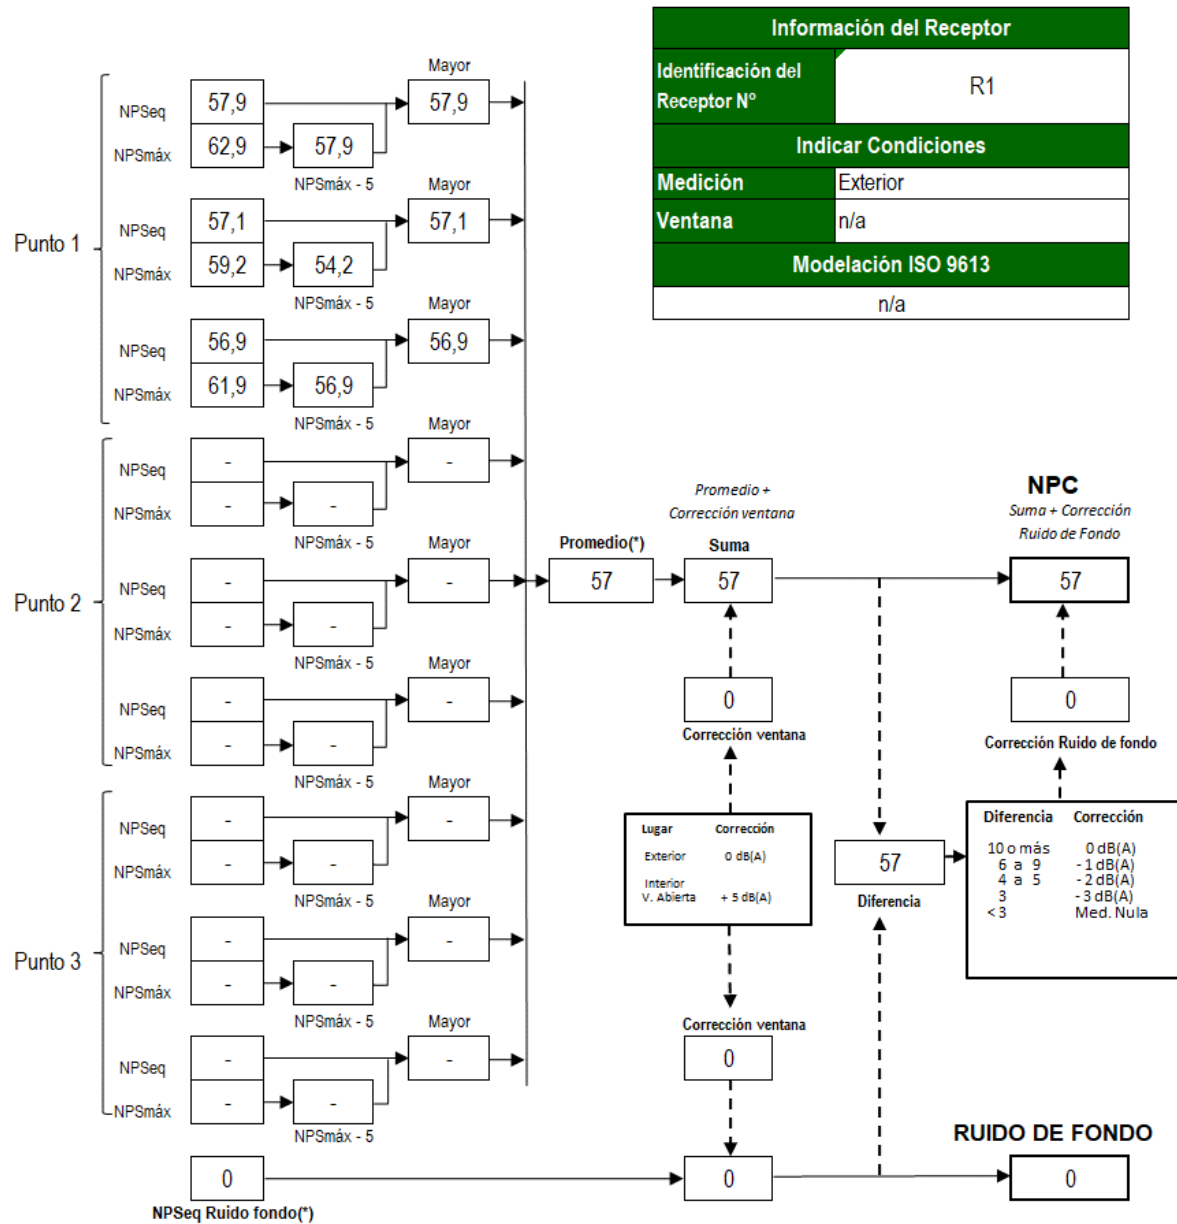 Información del Receptor
Identificación del
Receptor N°
R1
Indicar Condiciones
Medición
Exterior
Ventana
n/a
Modelación ISO 9613
n/a
Punto 1
Mayor
NPSeq
57,9
57,9
NPSmáx
62,9
57,9
NPSmáx - 5
Mayor
NPSeq
57,1
57,1
NPSmáx
59,2
54,2
NPSmáx - 5
Mayor
NPSeq
56,9
56,9
NPSmáx
61,9
56,9
NPSmáx - 5
Punto 2
Mayor
NPSeq
-
-
NPSmáx
-
-
NPSmáx - 5
Mayor
NPSeq
-
-
NPSmáx
-
-
NPSmáx - 5
Mayor
NPSeq
-
-
NPSmáx
-
-
NPSmáx - 5
Punto 3
Mayor
NPSeq
-
-
NPSmáx
-
-
NPSmáx - 5
Mayor
NPSeq
-
-
NPSmáx
-
-
NPSmáx - 5
Mayor
NPSeq
-
-
NPSmáx
-
-
NPSmáx - 5
0
NPSeq Ruido fondo(*)
Promedio(*)
57
Promedio +
Corrección ventana
Suma
57
0
Corrección ventana
Lugar Corrección
Exterior 0 dB(A)
Interior
V. Abierta + 5 dB(A)
Corrección ventana
0
0
57
Diferencia
NPC
Suma + Corrección
Ruido de Fondo
57
0
Corrección Ruido de fondo
Diferencia Corrección
10 o más 0 dB(A)
6 a 9 - 1 dB(A)
4 a 5 - 2 dB(A)
3 - 3 dB(A)
< 3 Med. Nula
RUIDO DE FONDO
0